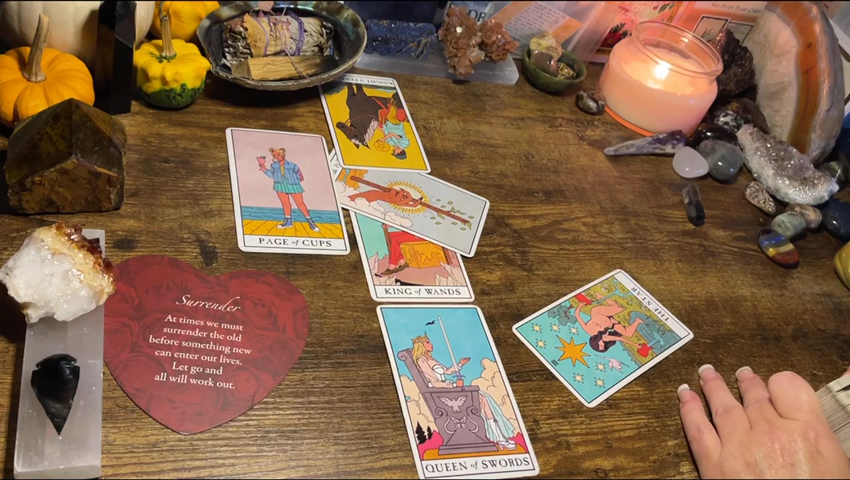 PAGE of CUPS
KING of WANDS
THE STAR
QUEEN of SWORDS
Surrender
At times we must
surrender the old
before something new
can enter our lives.
Let go and
all will work out.